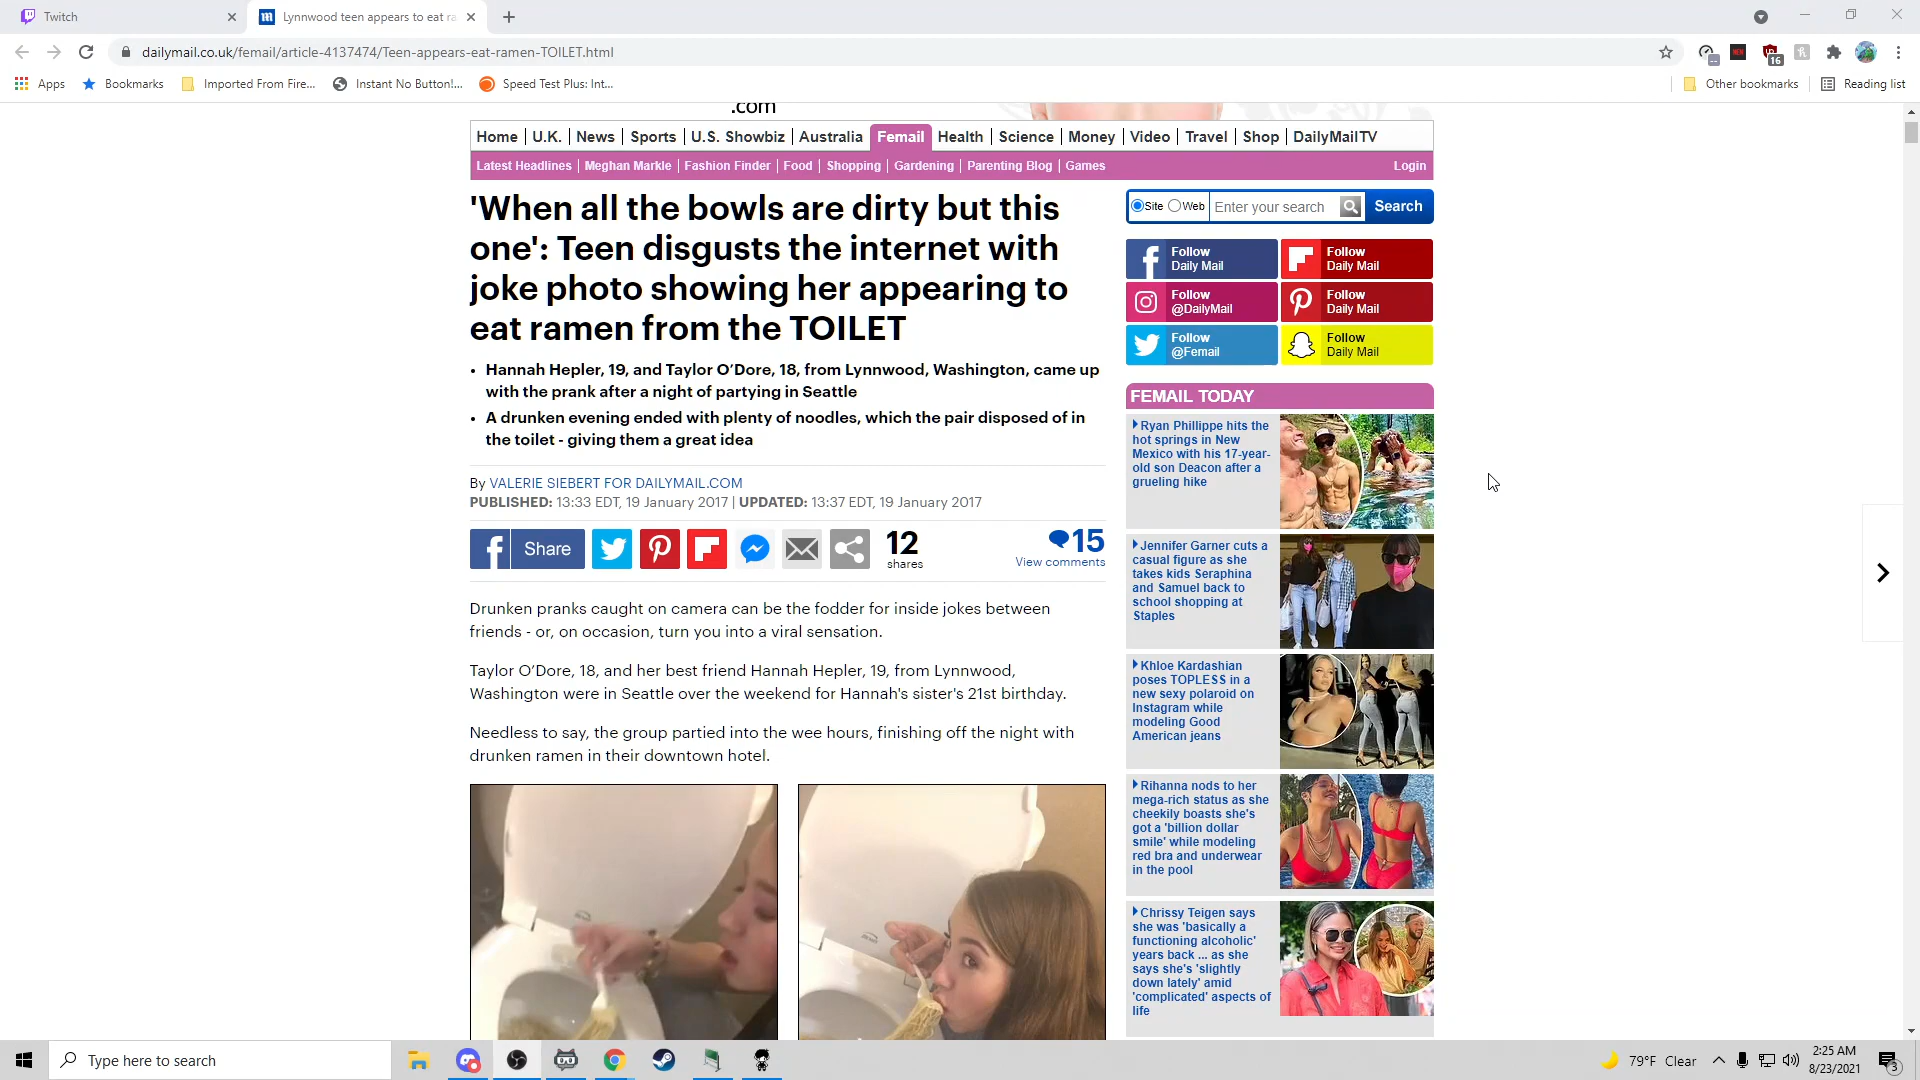 Twitch
Lynnwood teen appears to eat ra
dailymail.co.uk/femail/article-4137474/Teen-appears-eat-ramen-TOILET.html
16
Apps
Bookmarks
Imported From Fire...
Instant No Button!...
Speed Test Plus: Int...
Other bookmarks
Reading list
.com
Home U.K. News Sports U.S. Showbiz Australia Femail Health Science Money Video Travel Shop DailyMailTV
Latest Headlines Meghan Markle Fashion Finder Food Shopping Gardening Parenting Blog Games Login
'When all the bowls are dirty but this
one': Teen disgusts the internet with
joke photo showing her appearing to
eat ramen from the TOILET
• Hannah Hepler, 19, and Taylor O’Dore, 18, from Lynnwood, Washington, came up
with the prank after a night of partying in Seattle
• A drunken evening ended with plenty of noodles, which the pair disposed of in
the toilet - giving them a great idea
By VALERIE SIEBERT FOR DAILYMAIL.COM
PUBLISHED: 13:33 EDT, 19 January 2017 | UPDATED: 13:37 EDT, 19 January 2017
Share
12
shares
15
View comments
Drunken pranks caught on camera can be the fodder for inside jokes between
friends - or, on occasion, turn you into a viral sensation.
Taylor O’Dore, 18, and her best friend Hannah Hepler, 19, from Lynnwood,
Washington were in Seattle over the weekend for Hannah's sister's 21st birthday.
Needless to say, the group partied into the wee hours, finishing off the night with
drunken ramen in their downtown hotel.
Site Web Enter your search Search
Follow
Daily Mail
Follow
Daily Mail
Follow
@DailyMail
Follow
Daily Mail
Follow
@Femail
Follow
Daily Mail
FEMAIL TODAY
Ryan Phillippe hits the
hot springs in New
Mexico with his 17-year-
old son Deacon after a
grueling hike
Jennifer Garner cuts a
casual figure as she
takes kids Seraphina
and Samuel back to
school shopping at
Staples
Khloe Kardashian
poses TOPLESS in a
new sexy polaroid on
Instagram while
modeling Good
American jeans
Rihanna nods to her
mega-rich status as she
cheekily boasts she's
got a 'billion dollar
smile' while modeling
red bra and underwear
in the pool
Chrissy Teigen says
she was 'basically a
functioning alcoholic'
years back ... as she
says she's 'slightly
down lately' amid
'complicated' aspects of
life
Type here to search
79°F Clear
2:25 AM
8/23/2021
3